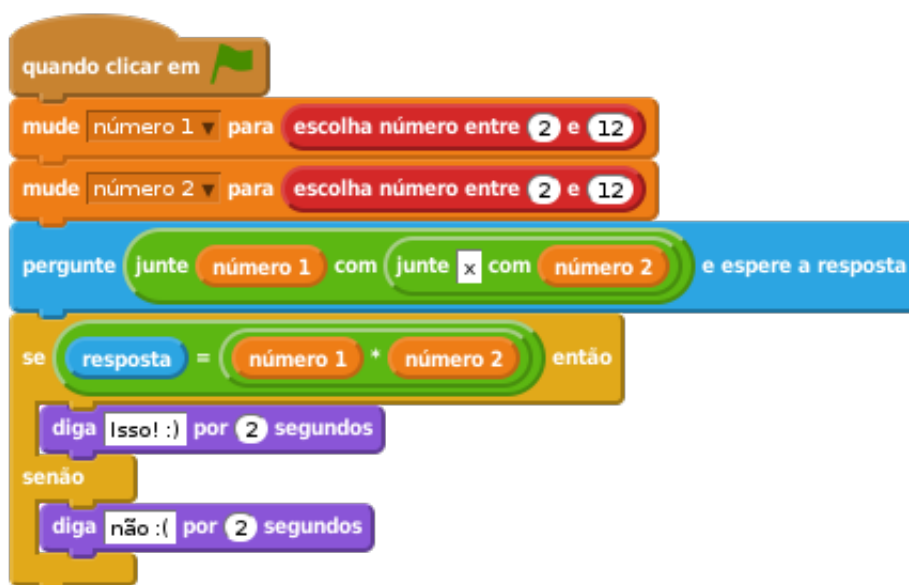 quando clicar em
mude número 1 para escolha número entre 2 e 12
mude número 2 para escolha número entre 2 e 12
pergunte junte número 1 com junte x com número 2 e espere a resposta
se resposta = número 1 * número 2 então
diga Isso! :) por 2 segundos
senão
diga não :( por 2 segundos